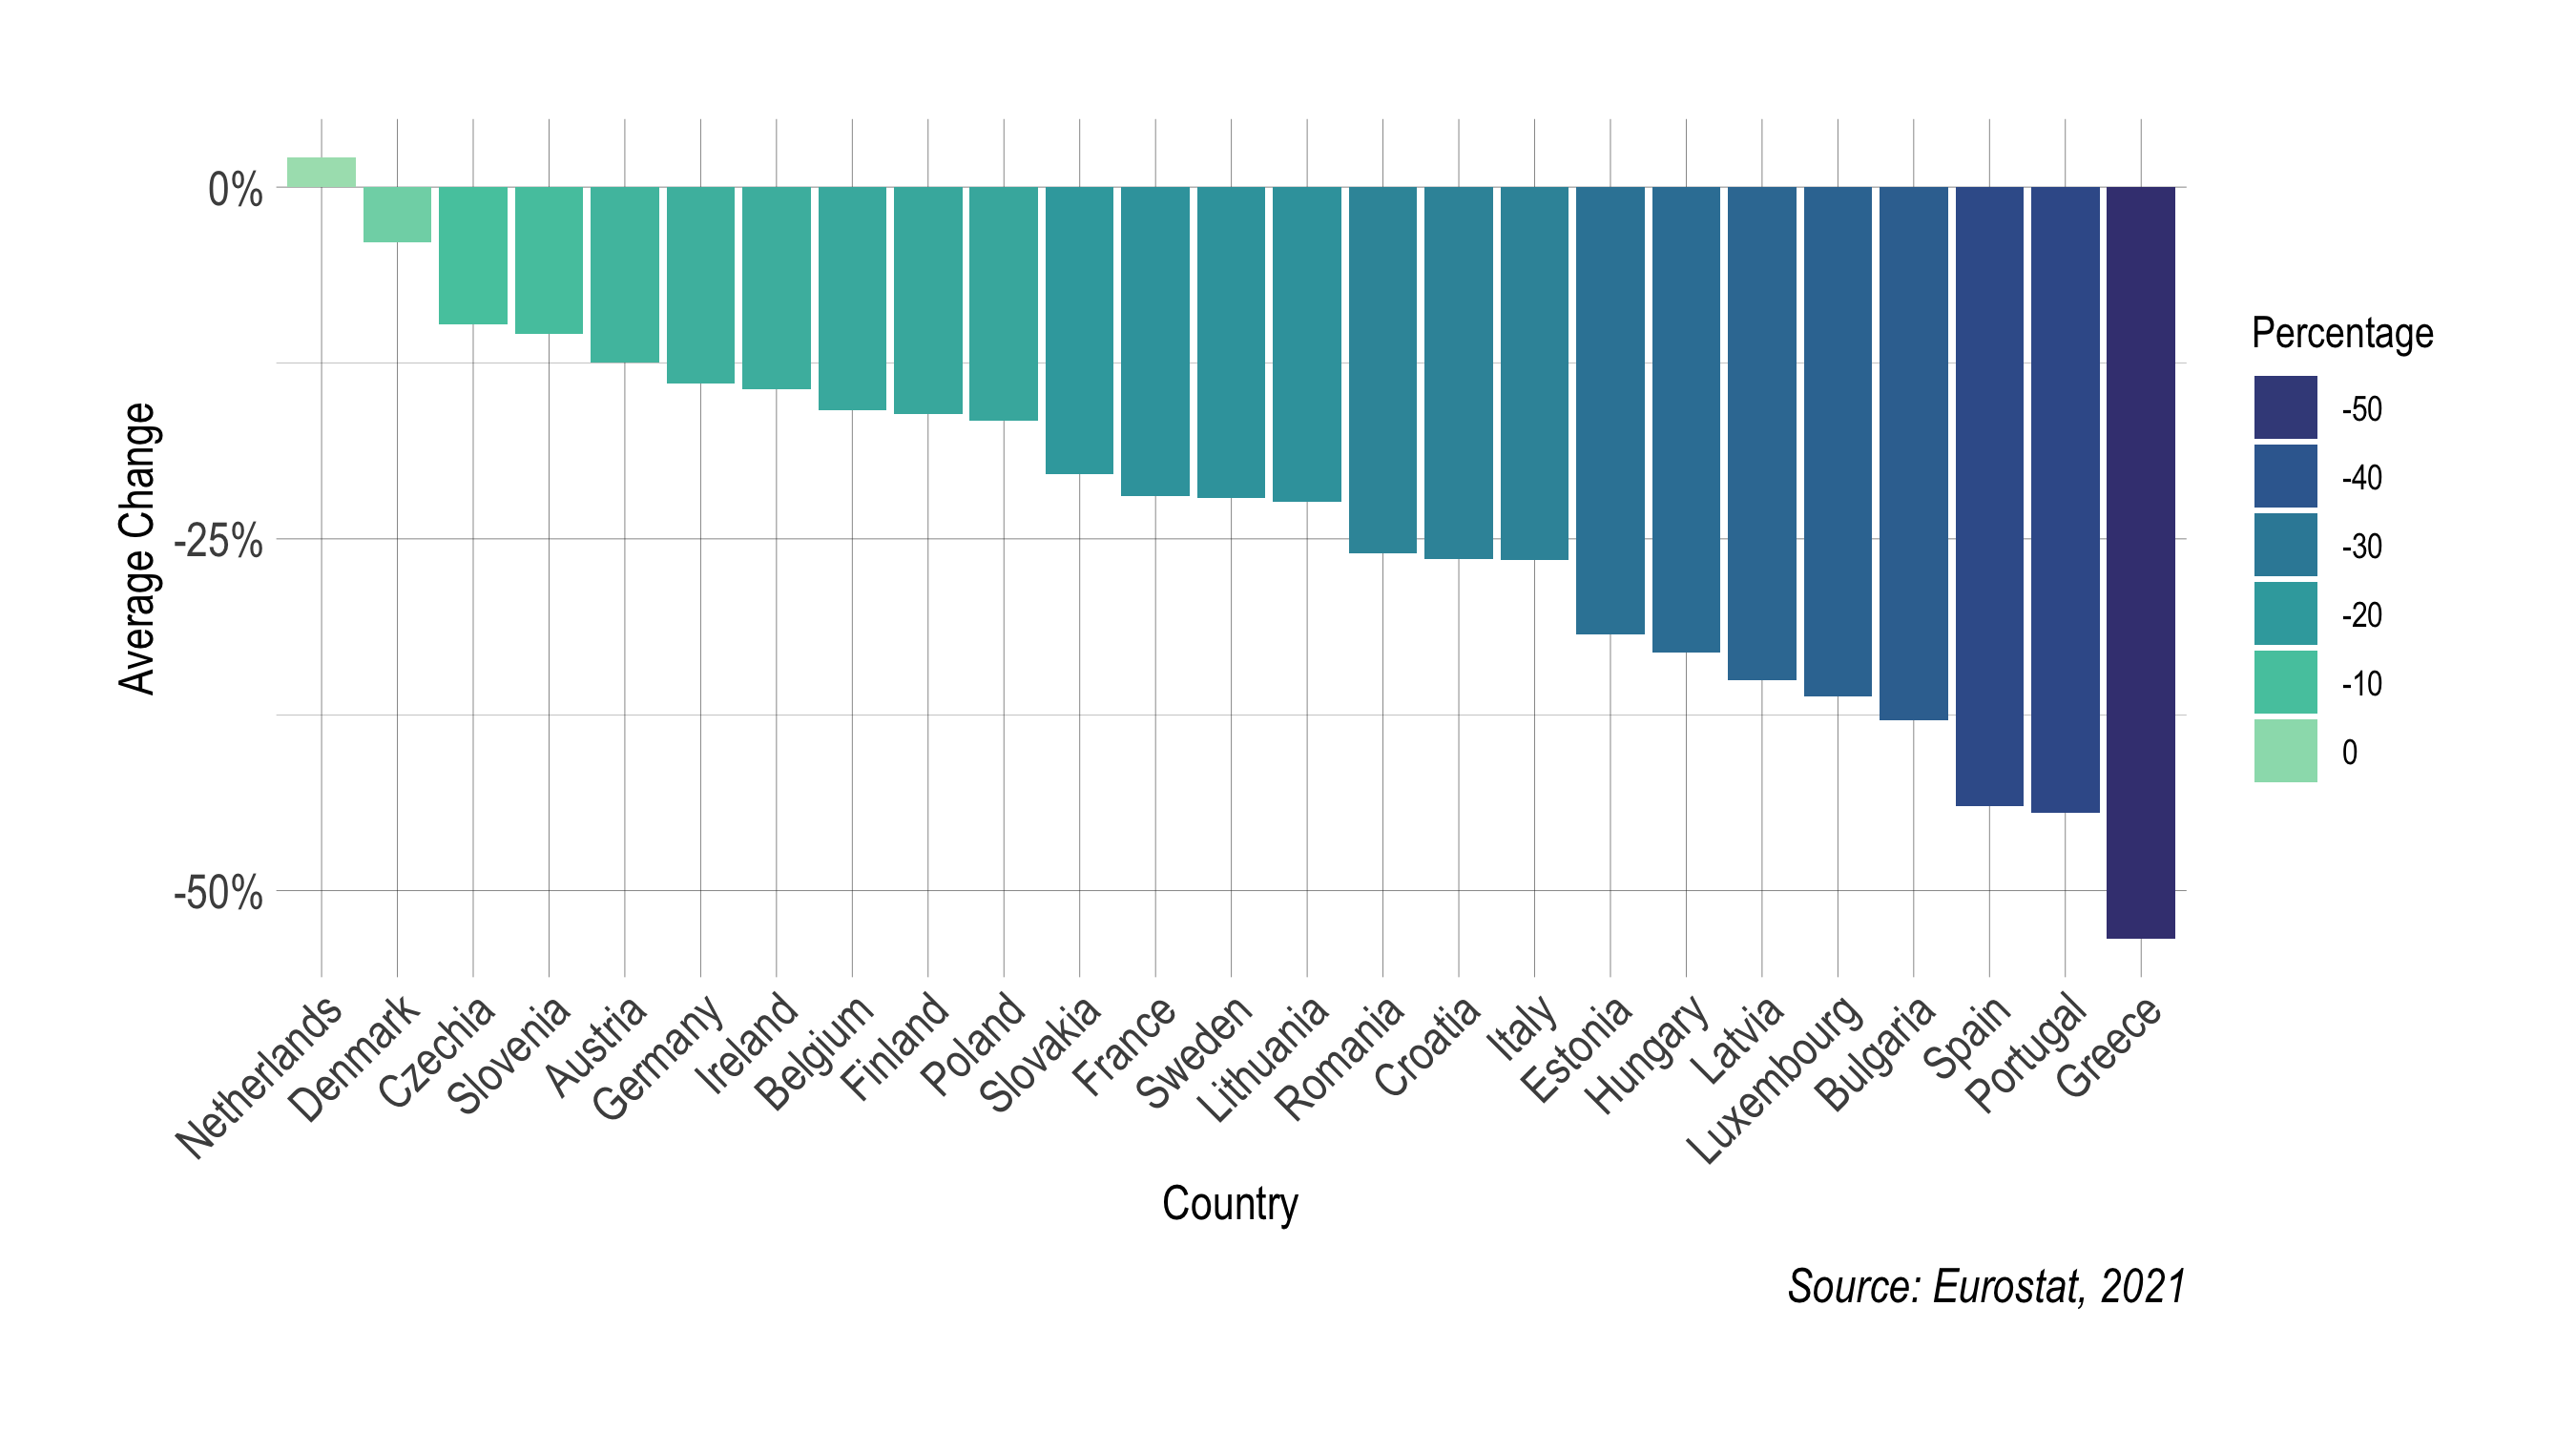 0%
-25%
-50%
Average Change
Netherlands
Denmark
Czechia
Slovenia
Austria
Germany
Ireland
Belgium
Finland
Poland
Slovakia
France
Sweden
Lithuania
Romania
Croatia
Italy
Estonia
Hungary
Latvia
Luxembourg
Bulgaria
Spain
Portugal
Greece
Country
Percentage
-50
-40
-30
-20
-10
0
Source: Eurostat, 2021